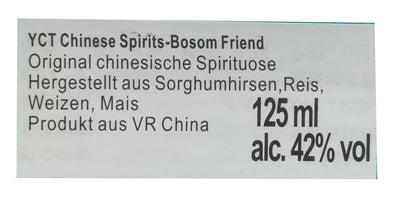 YCT Chinese Spirits-Bosom Friend
Original chinesische Spirituose
Hergestellt aus Sorghumhirsen,Reis,
Weizen, Mais
Produkt aus VR China
125 ml
alc. 42% vol